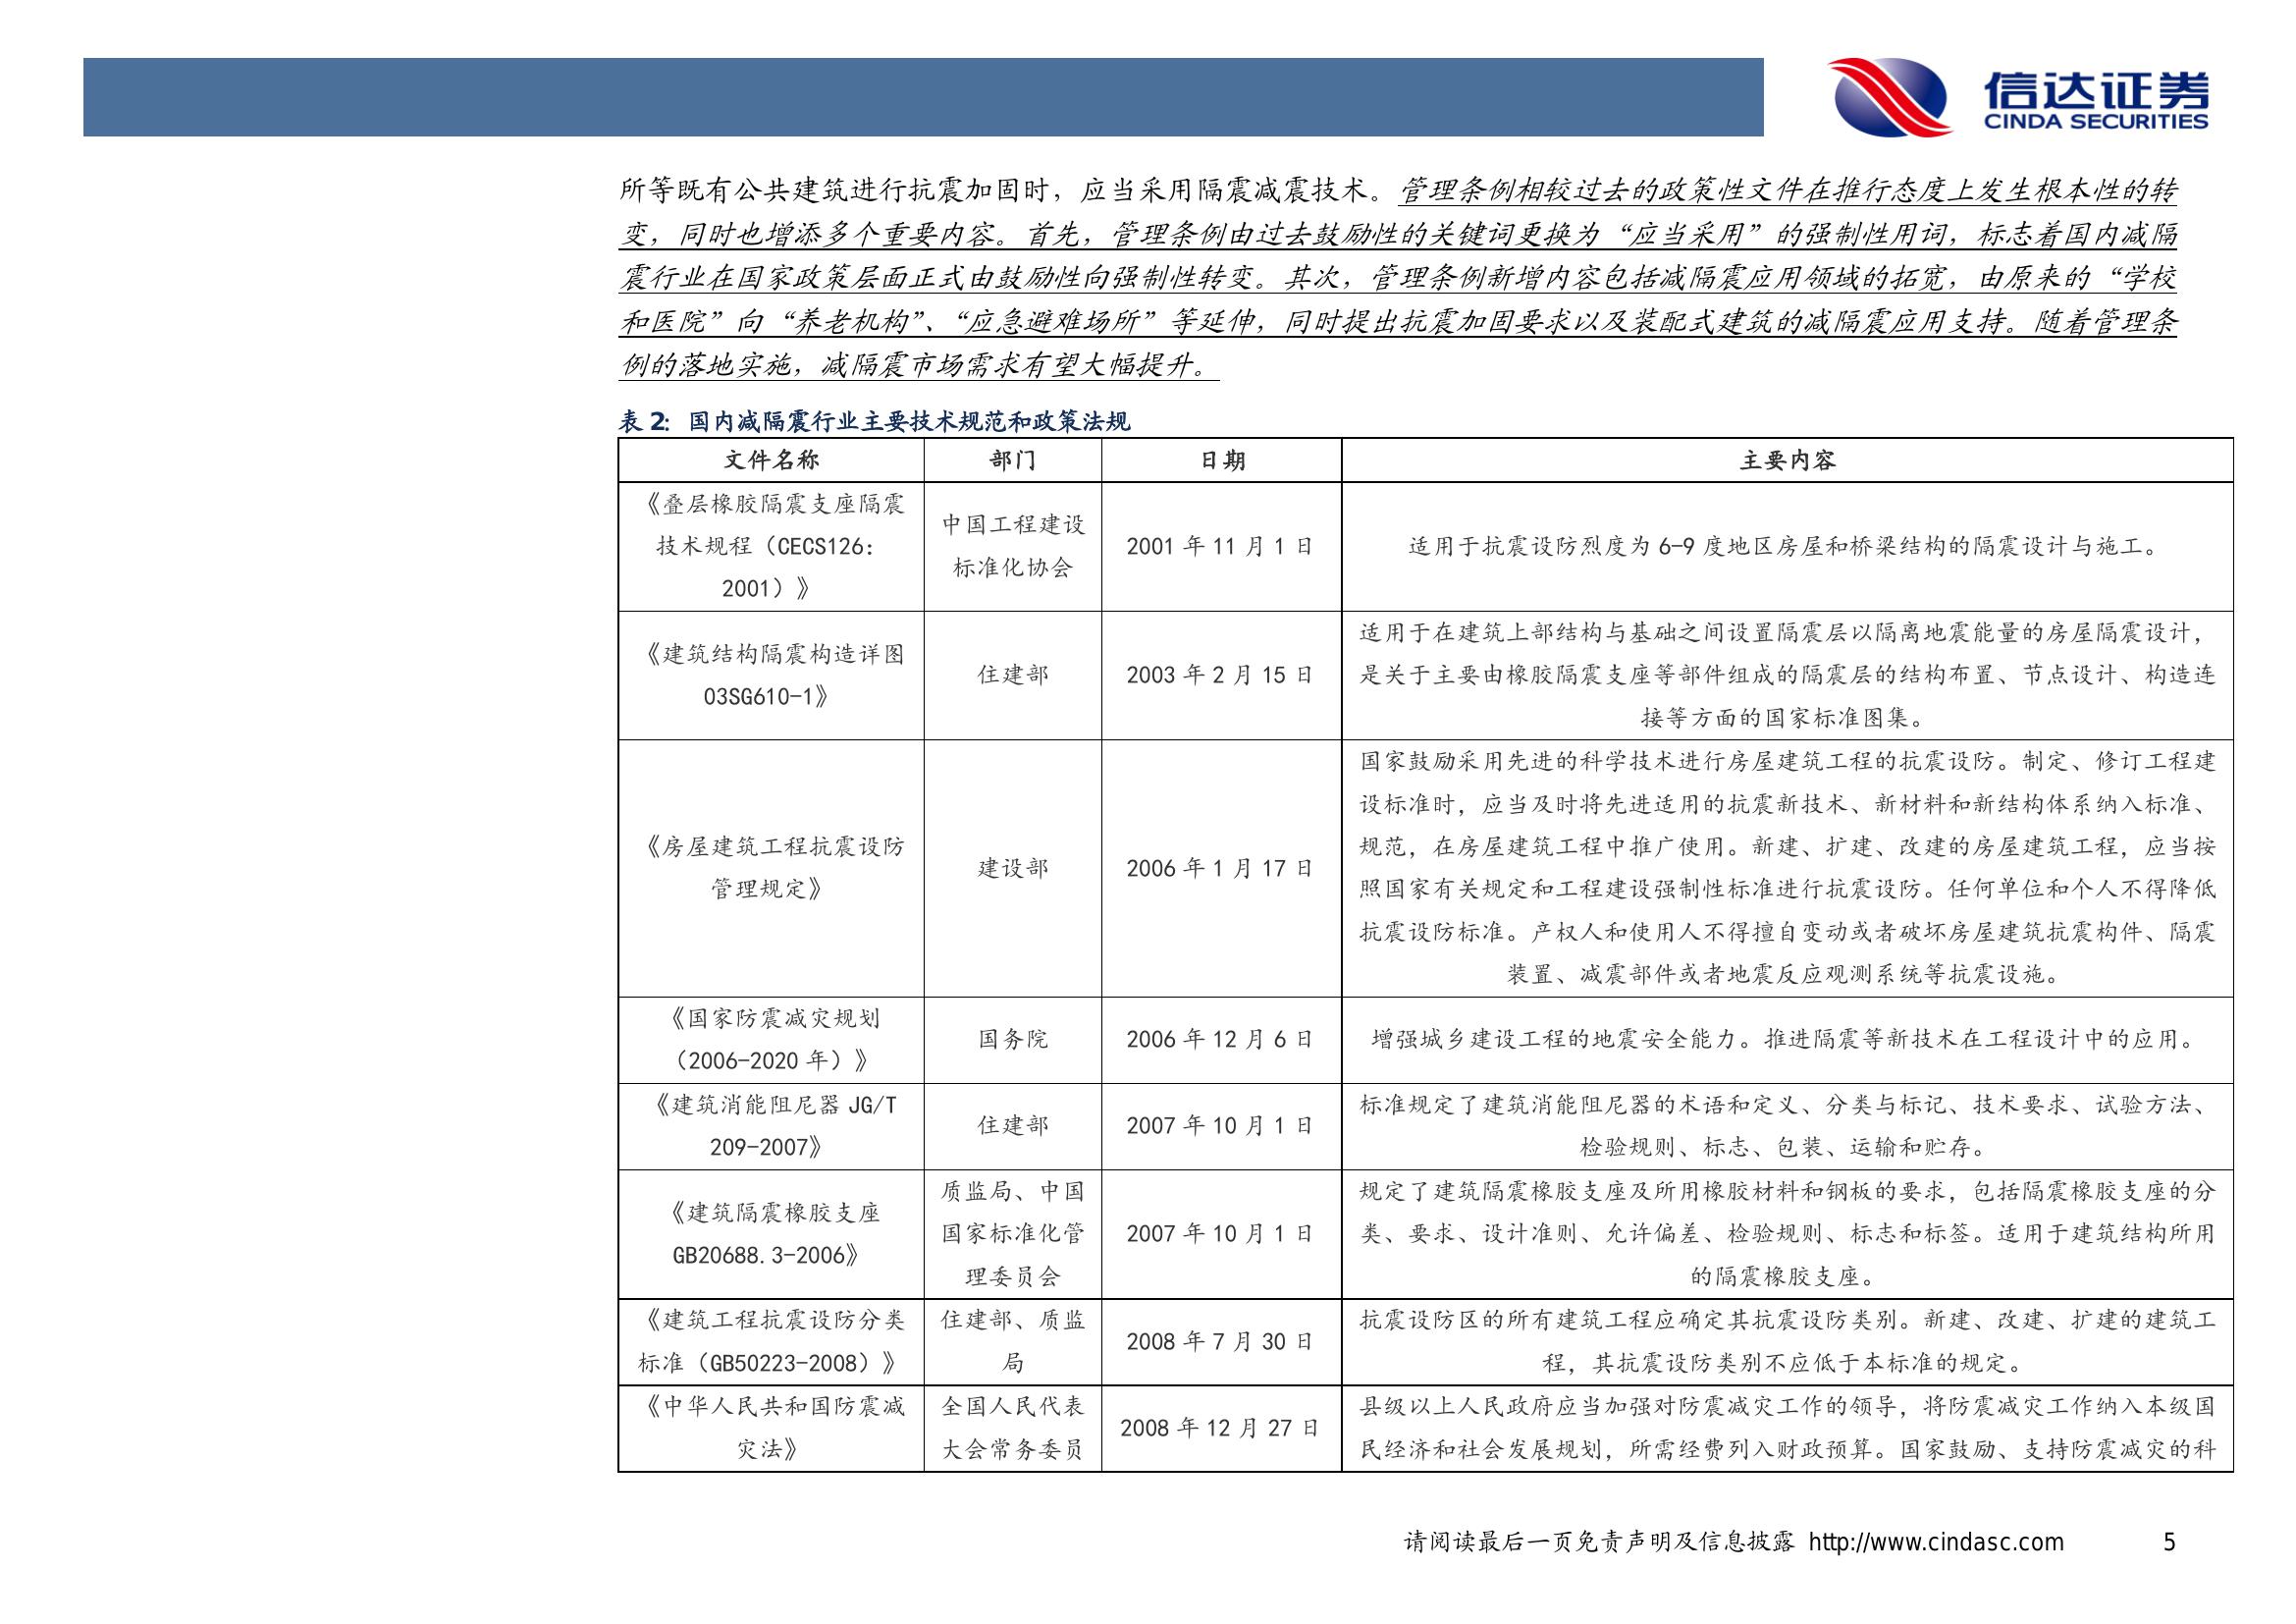 信达证券
CINDA SECURITIES
所等既有公共建筑进行抗震加固时，应当采用隔震减震技术。管理条例相较过去的政策性文件在推行态度上发生根本性的转
变，同时也增添多个重要内容。首先，管理条例由过去鼓励性的关键词更换为“应当采用”的强制性用词，标志着国内减隔
震行业在国家政策层面正式由鼓励性向强制性转变。其次，管理条例新增内容包括减隔震应用领域的拓宽，由原来的“学校
和医院”向“养老机构”、“应急避难场所”等延伸，同时提出抗震加固要求以及装配式建筑的减隔震应用支持。随着管理条
例的落地实施，减隔震市场需求有望大幅提升。
表 2：国内减隔震行业主要技术规范和政策法规
文件名称 部门 日期 主要内容
《叠层橡胶隔震支座隔震
技术规程（CECS126：
2001）》
中国工程建设
标准化协会
2001 年 11 月 1 日
适用于抗震设防烈度为 6-9 度地区房屋和桥梁结构的隔震设计与施工。
《建筑结构隔震构造详图
03SG610-1》
住建部
2003 年 2 月 15 日
适用于在建筑上部结构与基础之间设置隔震层以隔离地震能量的房屋隔震设计，
是关于主要由橡胶隔震支座等部件组成的隔震层的结构布置、节点设计、构造连
接等方面的国家标准图集。
《房屋建筑工程抗震设防
管理规定》
建设部
2006 年 1 月 17 日
国家鼓励采用先进的科学技术进行房屋建筑工程的抗震设防。制定、修订工程建
设标准时，应当及时将先进适用的抗震新技术、新材料和新结构体系纳入标准、
规范，在房屋建筑工程中推广使用。新建、扩建、改建的房屋建筑工程，应当按
照国家有关规定和工程建设强制性标准进行抗震设防。任何单位和个人不得降低
抗震设防标准。产权人和使用人不得擅自变动或者破坏房屋建筑抗震构件、隔震
装置、减震部件或者地震反应观测系统等抗震设施。
《国家防震减灾规划
（2006-2020 年）》
国务院
2006 年 12 月 6 日
增强城乡建设工程的地震安全能力。推进隔震等新技术在工程设计中的应用。
《建筑消能阻尼器 JG/T
209-2007》
住建部
2007 年 10 月 1 日
标准规定了建筑消能阻尼器的术语和定义、分类与标记、技术要求、试验方法、
检验规则、标志、包装、运输和贮存。
《建筑隔震橡胶支座
GB20688.3-2006》
质监局、中国
国家标准化管
理委员会
2007 年 10 月 1 日
规定了建筑隔震橡胶支座及所用橡胶材料和钢板的要求，包括隔震橡胶支座的分
类、要求、设计准则、允许偏差、检验规则、标志和标签。适用于建筑结构所用
的隔震橡胶支座。
《建筑工程抗震设防分类
标准（GB50223-2008）》
住建部、质监
局
2008 年 7 月 30 日
抗震设防区的所有建筑工程应确定其抗震设防类别。新建、改建、扩建的建筑工
程，其抗震设防类别不应低于本标准的规定。
《中华人民共和国防震减
灾法》
全国人民代表
大会常务委员
2008 年 12 月 27 日
县级以上人民政府应当加强对防震减灾工作的领导，将防震减灾工作纳入本级国
民经济和社会发展规划，所需经费列入财政预算。国家鼓励、支持防震减灾的科
请阅读最后一页免责声明及信息披露 http://www.cindasc.com 5